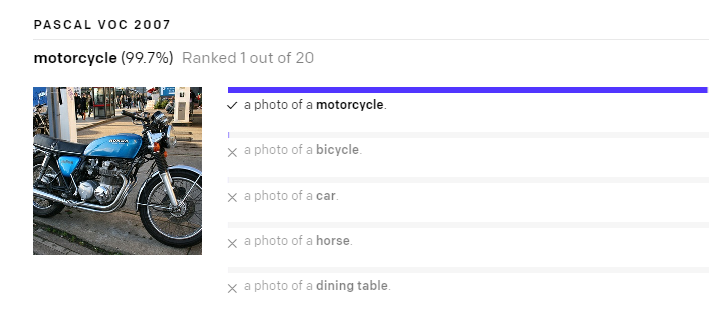 PASCAL VOC 2007
motorcycle (99.7%) Ranked 1 out of 20
a photo of a motorcycle.
a photo of a bicycle.
a photo of a car.
a photo of a horse.
a photo of a dining table.